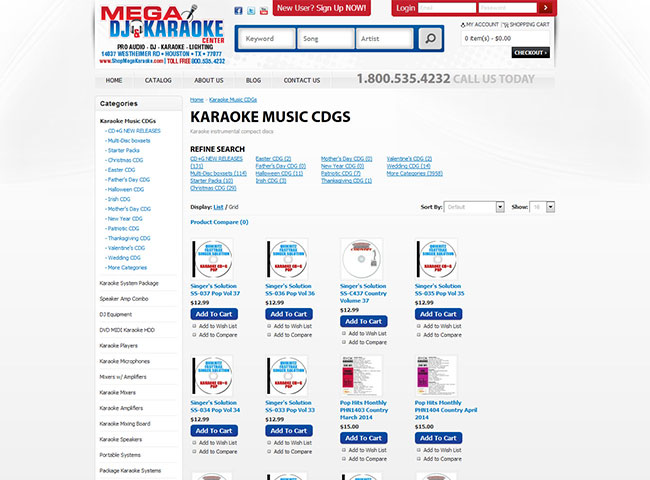 MEGA
DJ & KARAOKE
CENTER
PRO AUDIO - DJ - KARAOKE - LIGHTING
14037 WESTHEIMER RD • HOUSTON • TX • 77077
www.ShopMegaKaraoke.com | TOLL FREE 800.535.4232
New User? Sign Up NOW!
Login
Email
Password
Keyword
Song
Artist
MY ACCOUNT / SHOPPING CART
0 item(s) - $0.00
CHECKOUT
HOME
CATALOG
ABOUT US
BLOG
CONTACT US
1.800.535.4232 CALL US TODAY
Categories
Karaoke Music CDGs
- CD+G NEW RELEASES
- Multi-Disc boxsets
- Starter Packs
- Christmas CDG
- Easter CDG
- Father's Day CDG
- Halloween CDG
- Irish CDG
- Mother's Day CDG
- New Year CDG
- Patriotic CDG
- Thanksgiving CDG
- Valentine's CDG
- Wedding CDG
- More Categories
Karaoke System Package
Speaker Amp Combo
DJ Equipment
DVD MIDI Karaoke HDD
Karaoke Players
Karaoke Microphones
Mixers w/ Amplifiers
Karaoke Mixers
Karaoke Amplifiers
Karaoke Mixing Board
Karaoke Speakers
Portable Systems
Package Karaoke Systems
Home » Karaoke Music CDGs
KARAOKE MUSIC CDGS
Karaoke instrumental compact discs
REFINE SEARCH
CD+G NEW RELEASES (131)
Multi-Disc boxsets (114)
Starter Packs (10)
Christmas CDG (29)
Easter CDG (2)
Father's Day CDG (0)
Halloween CDG (11)
Irish CDG (3)
Mother's Day CDG (0)
New Year CDG (0)
Patriotic CDG (7)
Thanksgiving CDG (1)
Valentine's CDG (2)
Wedding CDG (14)
More Categories (3958)
Display: List / Grid
Sort By: Default
Show: 16
Product Compare (0)
Singer's Solution
SS-037 Pop Vol 37
$12.99
Add To Cart
Add to Wish List
Add to Compare
Singer's Solution
SS-036 Pop Vol 36
$12.99
Add To Cart
Add to Wish List
Add to Compare
Singer's Solution
SS-C437 Country
Volume 37
$12.99
Add To Cart
Add to Wish List
Add to Compare
Singer's Solution
SS-035 Pop Vol 35
$12.99
Add To Cart
Add to Wish List
Add to Compare
Singer's Solution
SS-034 Pop Vol 34
$12.99
Add To Cart
Add to Wish List
Add to Compare
Singer's Solution
SS-033 Pop Vol 33
$12.99
Add To Cart
Add to Wish List
Add to Compare
Pop Hits Monthly
PHN1403 Country
March 2014
$15.00
Add To Cart
Add to Wish List
Add to Compare
Pop Hits Monthly
PHN1404 Country April
2014
$15.00
Add To Cart
Add to Wish List
Add to Compare